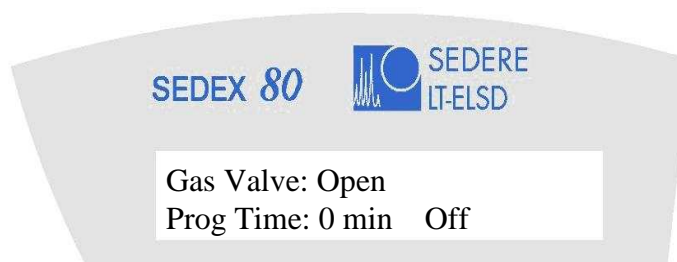 SEDEX 80
SEDERE
LT-ELSD
Gas Valve: Open
Prog Time: 0 min    Off